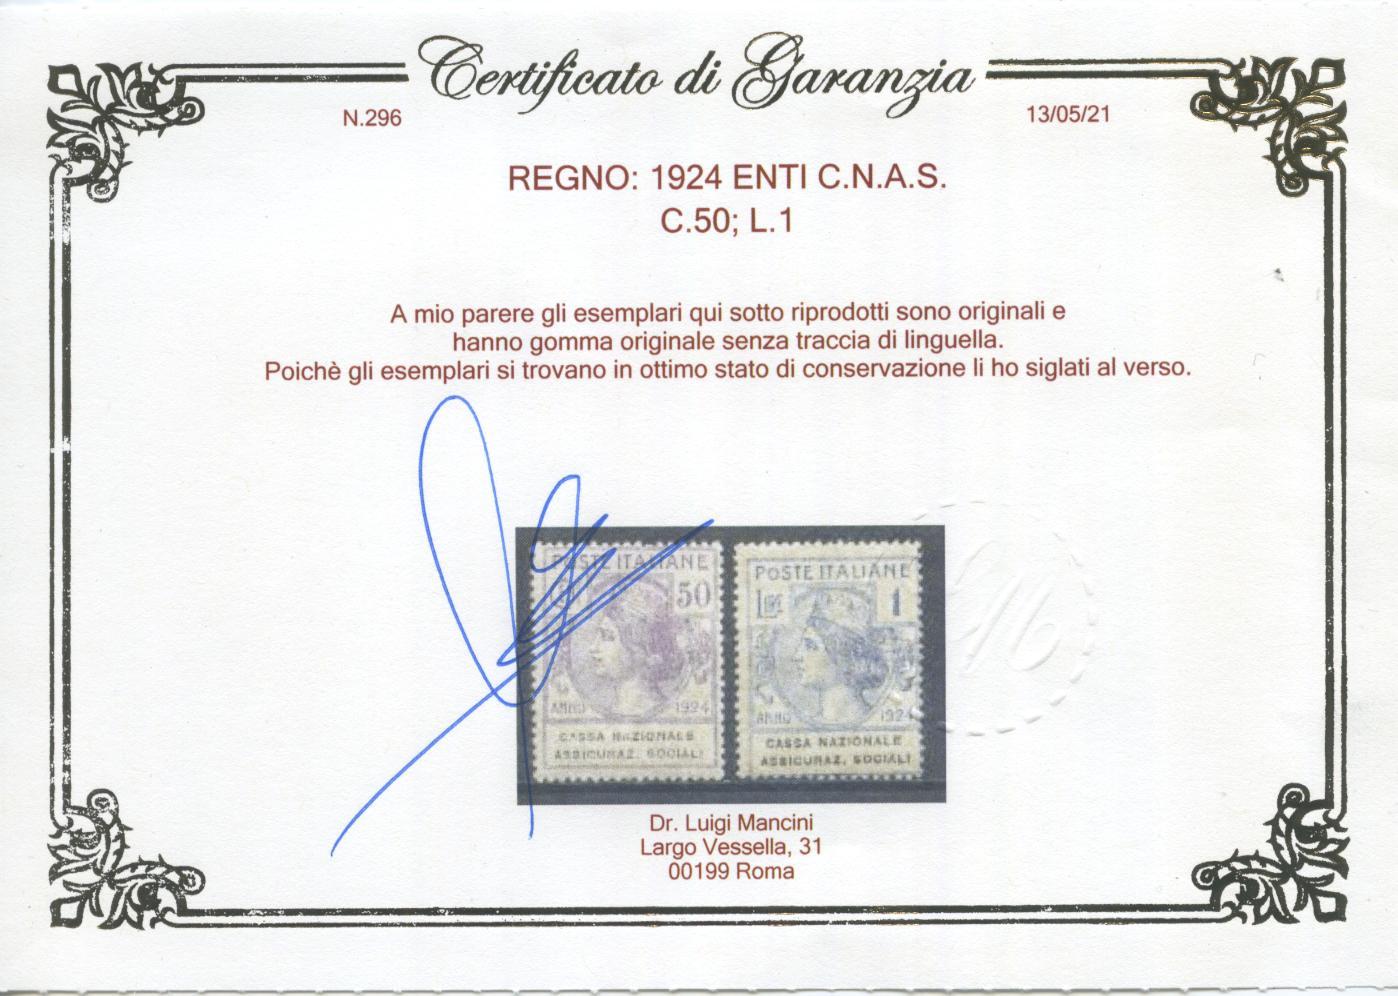 Certificato di Garanzia
N.296
13/05/21
REGNO: 1924 ENTI C.N.A.S.
C.50; L.1
A mio parere gli esemplari qui sotto riprodotti sono originali e
hanno gomma originale senza traccia di linguella.
Poichè gli esemplari si trovano in ottimo stato di conservazione li ho siglati al verso.
POSTE ITALIANE
50
ANNO 1924
CASSA NAZIONALE
ASSICURAZ. SOCIALI
POSTE ITALIANE
LIRE 1
ANNO 1924
CASSA NAZIONALE
ASSICURAZ. SOCIALI
M
Dr. Luigi Mancini
Largo Vessella, 31
00199 Roma